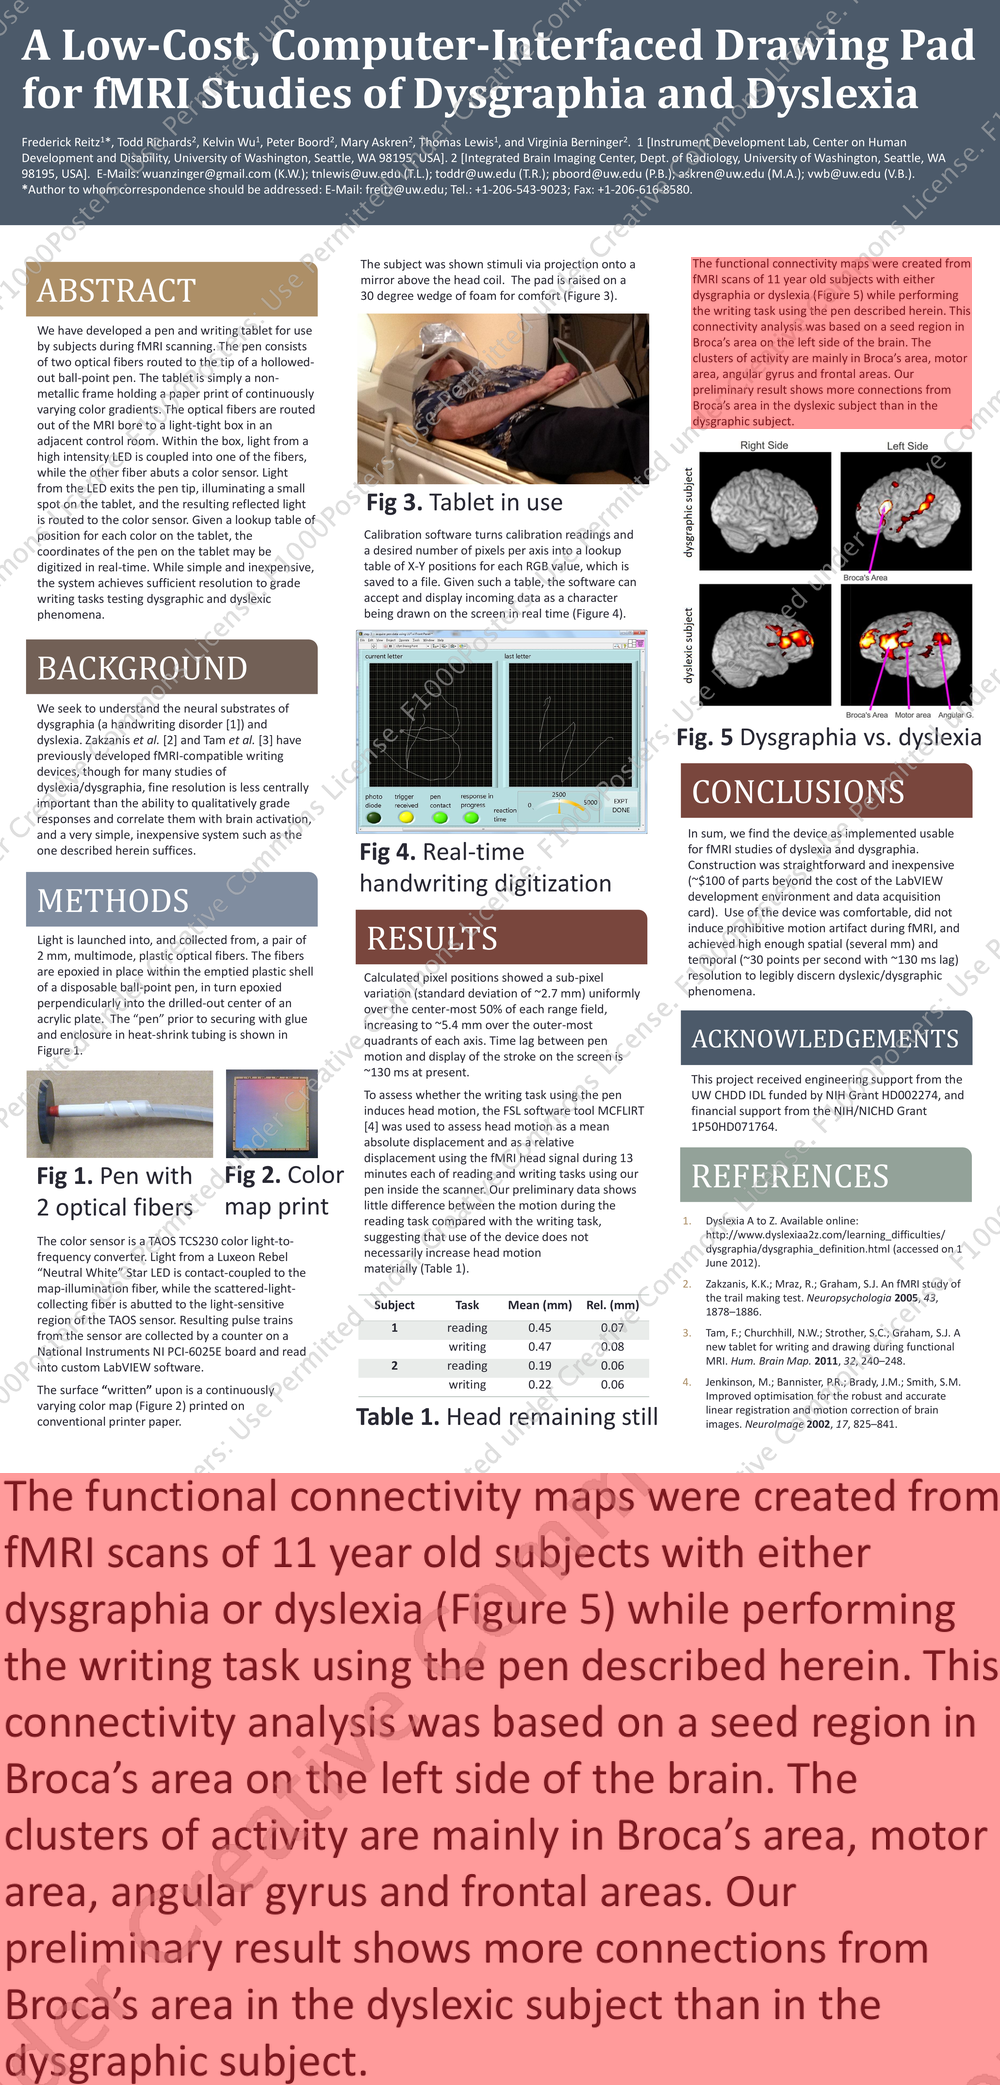 A Low-Cost, Computer-Interfaced Drawing Pad
for fMRI Studies of Dysgraphia and Dyslexia
Frederick Reitz1*, Todd Richards2, Kelvin Wu1, Peter Boord2, Mary Askren2, Thomas Lewis1, and Virginia Berninger2. 1 [Instrument Development Lab, Center on Human
Development and Disability, University of Washington, Seattle, WA 98195, USA]. 2 [Integrated Brain Imaging Center, Dept. of Radiology, University of Washington, Seattle, WA
98195, USA]. E-Mails: wuanzinger@gmail.com (K.W.); tnlewis@uw.edu (T.L.); toddr@uw.edu (T.R.); pboord@uw.edu (P.B.); askren@uw.edu (M.A.); vwb@uw.edu (V.B.).
*Author to whom correspondence should be addressed: E-Mail: freitz@uw.edu; Tel.: +1-206-543-9023; Fax: +1-206-616-8580.
ABSTRACT
We have developed a pen and writing tablet for use
by subjects during fMRI scanning. The pen consists
of two optical fibers routed to the tip of a hollowed-
out ball-point pen. The tablet is simply a non-
metallic frame holding a paper print of continuously
varying color gradients. The optical fibers are routed
out of the MRI bore to a light-tight box in an
adjacent control room. Within the box, light from a
high intensity LED is coupled into one of the fibers,
while the other fiber abuts a color sensor. Light
from the LED exits the pen tip, illuminating a small
spot on the tablet, and the resulting reflected light
is routed to the color sensor. Given a lookup table of
position for each color on the tablet, the
coordinates of the pen on the tablet may be
digitized in real-time. While simple and inexpensive,
the system achieves sufficient resolution to grade
writing tasks testing dysgraphic and dyslexic
phenomena.
BACKGROUND
We seek to understand the neural substrates of
dysgraphia (a handwriting disorder [1]) and
dyslexia. Zakzanis et al. [2] and Tam et al. [3] have
previously developed fMRI-compatible writing
devices, though for many studies of
dyslexia/dysgraphia, fine resolution is less centrally
important than the ability to qualitatively grade
responses and correlate them with brain activation,
and a very simple, inexpensive system such as the
one described herein suffices.
METHODS
Light is launched into, and collected from, a pair of
2 mm, multimode, plastic optical fibers. The fibers
are epoxied in place within the emptied plastic shell
of a disposable ball-point pen, in turn epoxied
perpendicularly into the drilled-out center of an
acrylic plate. The “pen” prior to securing with glue
and enclosure in heat-shrink tubing is shown in
Figure 1.
Fig 1. Pen with
2 optical fibers
Fig 2. Color
map print
The color sensor is a TAOS TCS230 color light-to-
frequency converter. Light from a Luxeon Rebel
“Neutral White” Star LED is contact-coupled to the
map-illumination fiber, while the scattered-light-
collecting fiber is abutted to the light-sensitive
region of the TAOS sensor. Resulting pulse trains
from the sensor are collected by a counter on a
National Instruments NI PCI-6025E board and read
into custom LabVIEW software.
The surface “written” upon is a continuously
varying color map (Figure 2) printed on
conventional printer paper.
The subject was shown stimuli via projection onto a
mirror above the head coil. The pad is raised on a
30 degree wedge of foam for comfort (Figure 3).
Fig 3. Tablet in use
Calibration software turns calibration readings and
a desired number of pixels per axis into a lookup
table of X-Y positions for each RGB value, which is
saved to a file. Given such a table, the software can
accept and display incoming data as a character
being drawn on the screen in real time (Figure 4).
current letter
last letter
photo diode
trigger received
pen contact
response in progress
reaction time
0
2500
5000
EXPT DONE
Fig 4. Real-time
handwriting digitization
RESULTS
Calculated pixel positions showed a sub-pixel
variation (standard deviation of ~2.7 mm) uniformly
over the center-most 50% of each range field,
increasing to ~5.4 mm over the outer-most
quadrants of each axis. Time lag between pen
motion and display of the stroke on the screen is
~130 ms at present.
To assess whether the writing task using the pen
induces head motion, the FSL software tool MCFLIRT
[4] was used to assess head motion as a mean
absolute displacement and as a relative
displacement using the fMRI head signal during 13
minutes each of reading and writing tasks using our
pen inside the scanner. Our preliminary data shows
little difference between the motion during the
reading task compared with the writing task,
suggesting that use of the device does not
necessarily increase head motion
materially (Table 1).
Subject Task Mean (mm) Rel. (mm)
1 reading 0.45 0.07
writing 0.47 0.08
2 reading 0.19 0.06
writing 0.22 0.06
Table 1. Head remaining still
The functional connectivity maps were created from
fMRI scans of 11 year old subjects with either
dysgraphia or dyslexia (Figure 5) while performing
the writing task using the pen described herein. This
connectivity analysis was based on a seed region in
Broca’s area on the left side of the brain. The
clusters of activity are mainly in Broca’s area, motor
area, angular gyrus and frontal areas. Our
preliminary result shows more connections from
Broca’s area in the dyslexic subject than in the
dysgraphic subject.
Right Side
Left Side
dysgraphic subject
Broca's Area
dyslexic subject
Broca's Area Motor area Angular G.
Fig. 5 Dysgraphia vs. dyslexia
CONCLUSIONS
In sum, we find the device as implemented usable
for fMRI studies of dyslexia and dysgraphia.
Construction was straightforward and inexpensive
(~$100 of parts beyond the cost of the LabVIEW
development environment and data acquisition
card). Use of the device was comfortable, did not
induce prohibitive motion artifact during fMRI, and
achieved high enough spatial (several mm) and
temporal (~30 points per second with ~130 ms lag)
resolution to legibly discern dyslexic/dysgraphic
phenomena.
ACKNOWLEDGEMENTS
This project received engineering support from the
UW CHDD IDL funded by NIH Grant HD002274, and
financial support from the NIH/NICHD Grant
1P50HD071764.
REFERENCES
1. Dyslexia A to Z. Available online:
http://www.dyslexiaa2z.com/learning_difficulties/
dysgraphia/dysgraphia_definition.html (accessed on 1
June 2012).
2. Zakzanis, K.K.; Mraz, R.; Graham, S.J. An fMRI study of
the trail making test. Neuropsychologia 2005, 43,
1878–1886.
3. Tam, F.; Churchill, N.W.; Strother, S.C.; Graham, S.J. A
new tablet for writing and drawing during functional
MRI. Hum. Brain Map. 2011, 32, 240–248.
4. Jenkinson, M.; Bannister, P.R.; Brady, J.M.; Smith, S.M.
Improved optimisation for the robust and accurate
linear registration and motion correction of brain
images. NeuroImage 2002, 17, 825–841.
The functional connectivity maps were created from
fMRI scans of 11 year old subjects with either
dysgraphia or dyslexia (Figure 5) while performing
the writing task using the pen described herein. This
connectivity analysis was based on a seed region in
Broca’s area on the left side of the brain. The
clusters of activity are mainly in Broca’s area, motor
area, angular gyrus and frontal areas. Our
preliminary result shows more connections from
Broca’s area in the dyslexic subject than in the
dysgraphic subject.